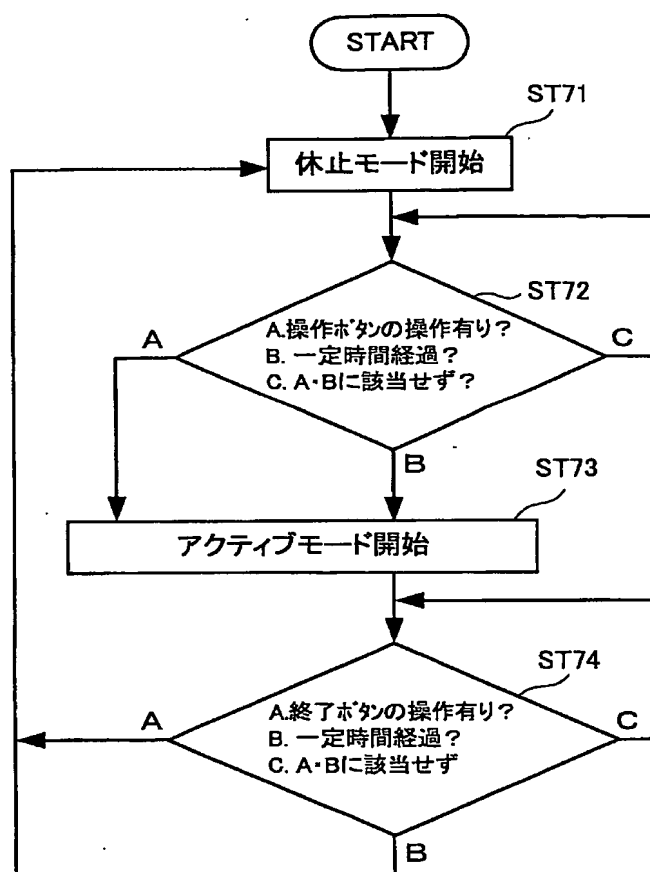 START
ST71
休止モード開始
ST72
A
A.操作ボタンの操作有り?
B. 一定時間経過?
C. A・Bに該当せず?
C
B
ST73
アクティブモード開始
ST74
A
A.終了ボタンの操作有り?
B. 一定時間経過?
C. A・Bに該当せず
C
B